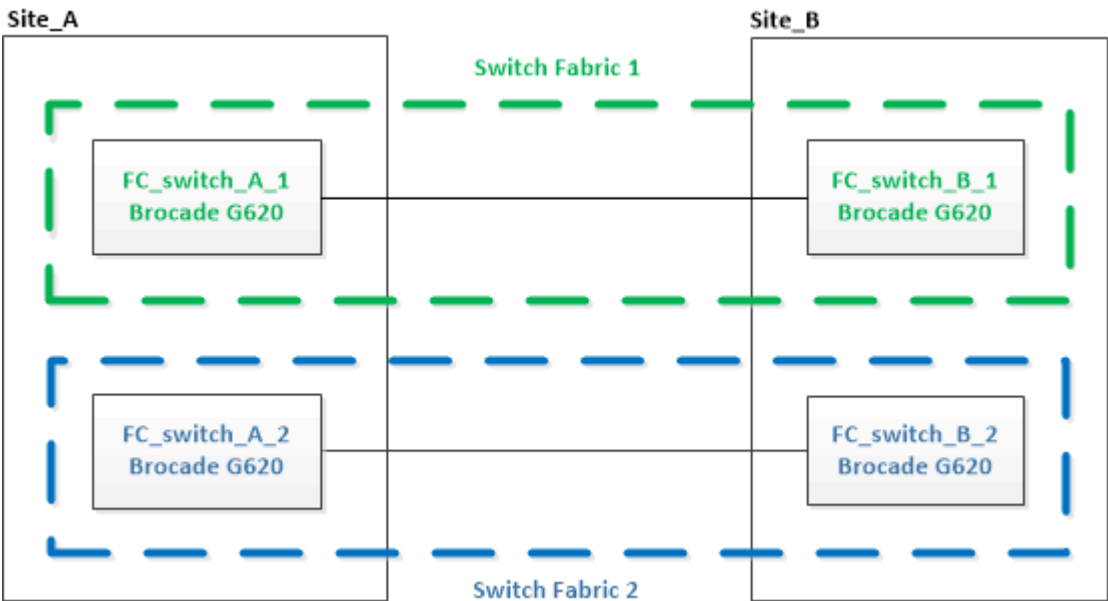 Site_A
Site_B
Switch Fabric 1
FC_switch_A_1
Brocade G620
FC_switch_B_1
Brocade G620
FC_switch_A_2
Brocade G620
FC_switch_B_2
Brocade G620
Switch Fabric 2